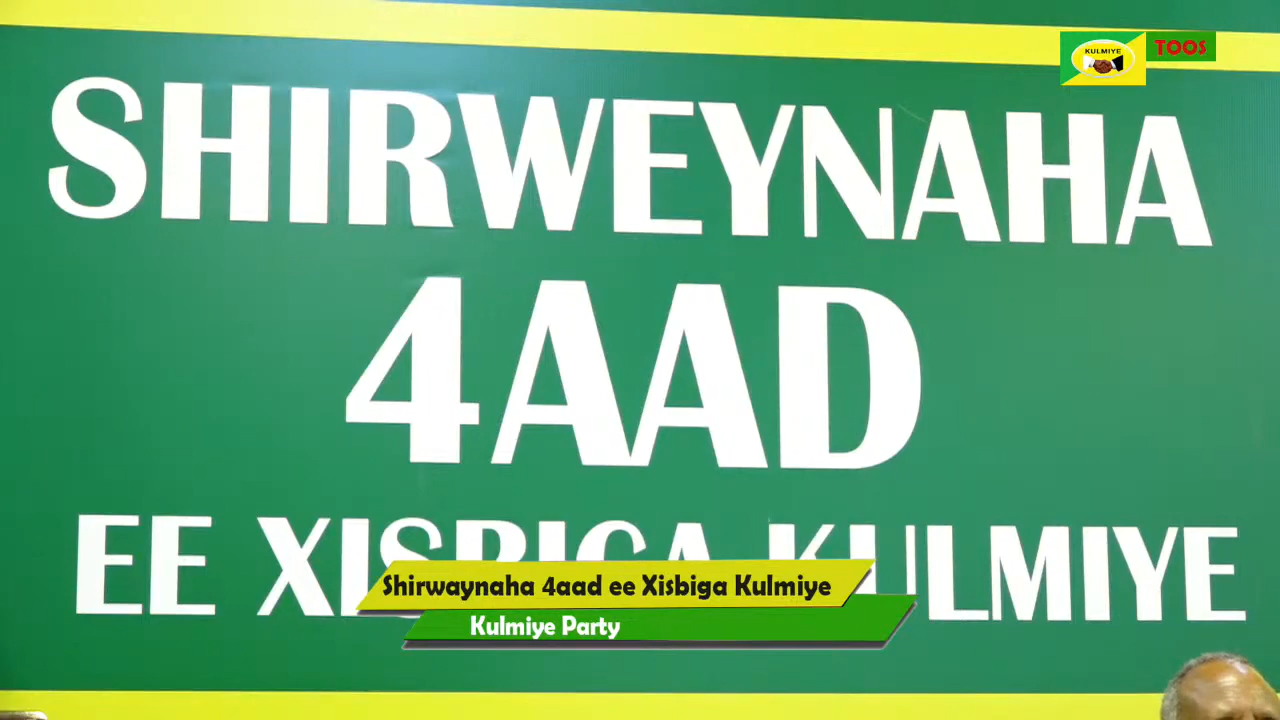 KULMIYE
TOOS
SHIRWEYNAHA
4AAD
EE XISBIGA KULMIYE
Shirwaynaha 4aad ee Xisbiga Kulmiye
Kulmiye Party